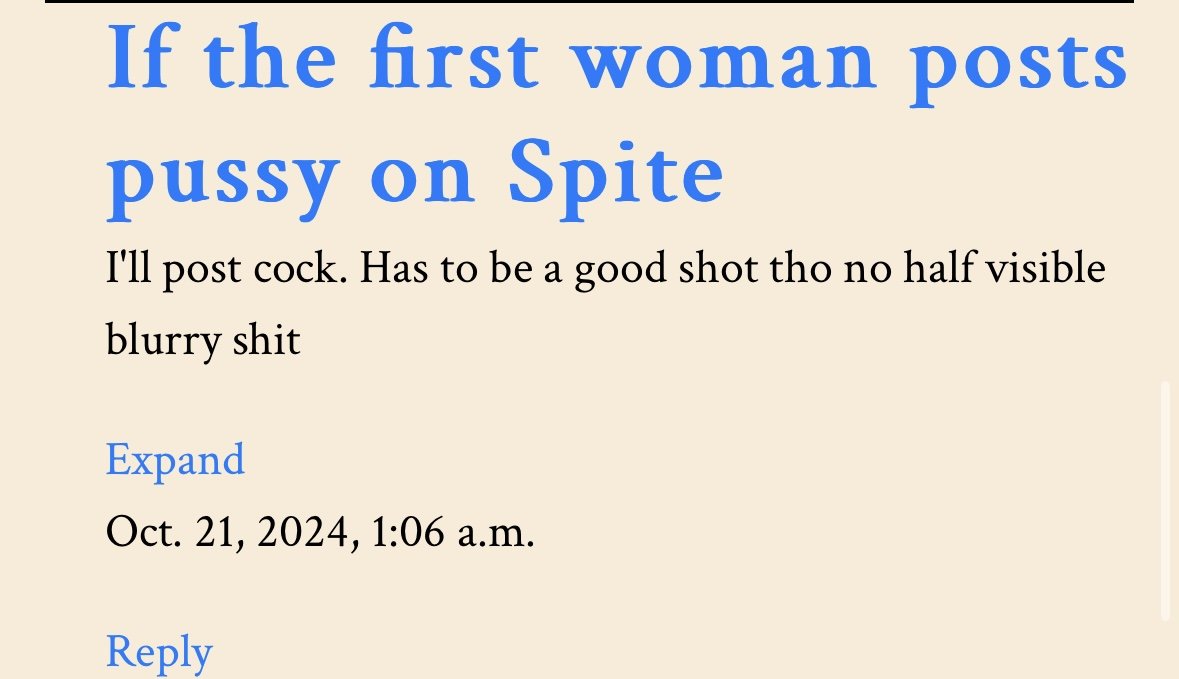 If the first woman posts
pussy on Spite
I'll post cock. Has to be a good shot tho no half visible
blurry shit
Expand
Oct. 21, 2024, 1:06 a.m.
Reply